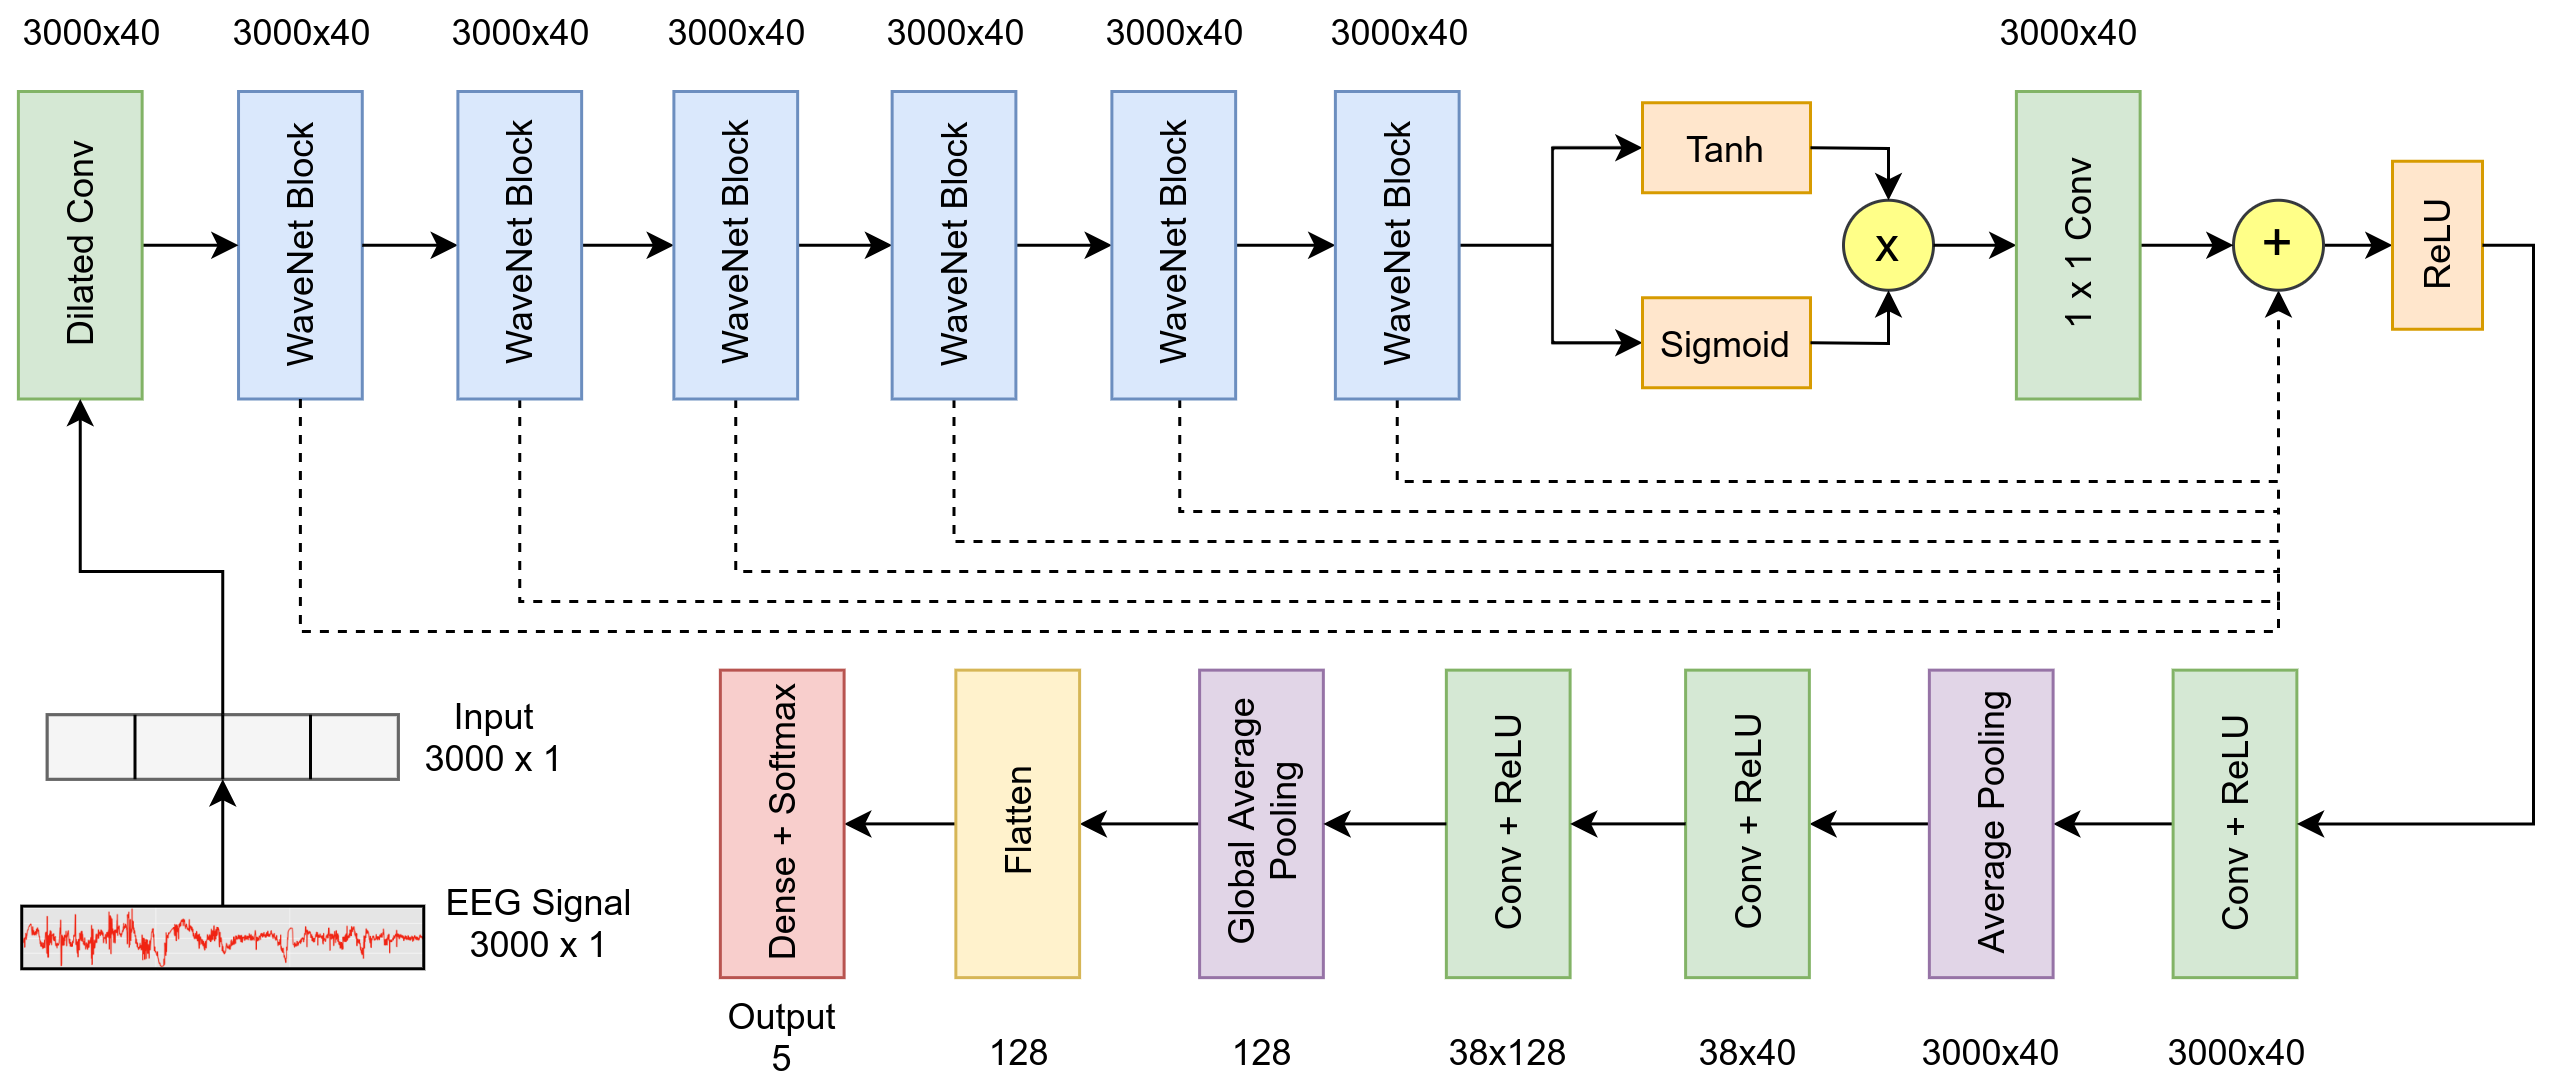 3000x40
3000x40
3000x40
3000x40
3000x40
3000x40
3000x40
3000x40
Dilated Conv
WaveNet Block
WaveNet Block
WaveNet Block
WaveNet Block
WaveNet Block
WaveNet Block
Tanh
Sigmoid
x
1 x 1 Conv
+
ReLU
Input
3000 x 1
EEG Signal
3000 x 1
Dense + Softmax
Flatten
Global Average
Pooling
Conv + ReLU
Conv + ReLU
Average Pooling
Conv + ReLU
Output
5
128
128
38x128
38x40
3000x40
3000x40